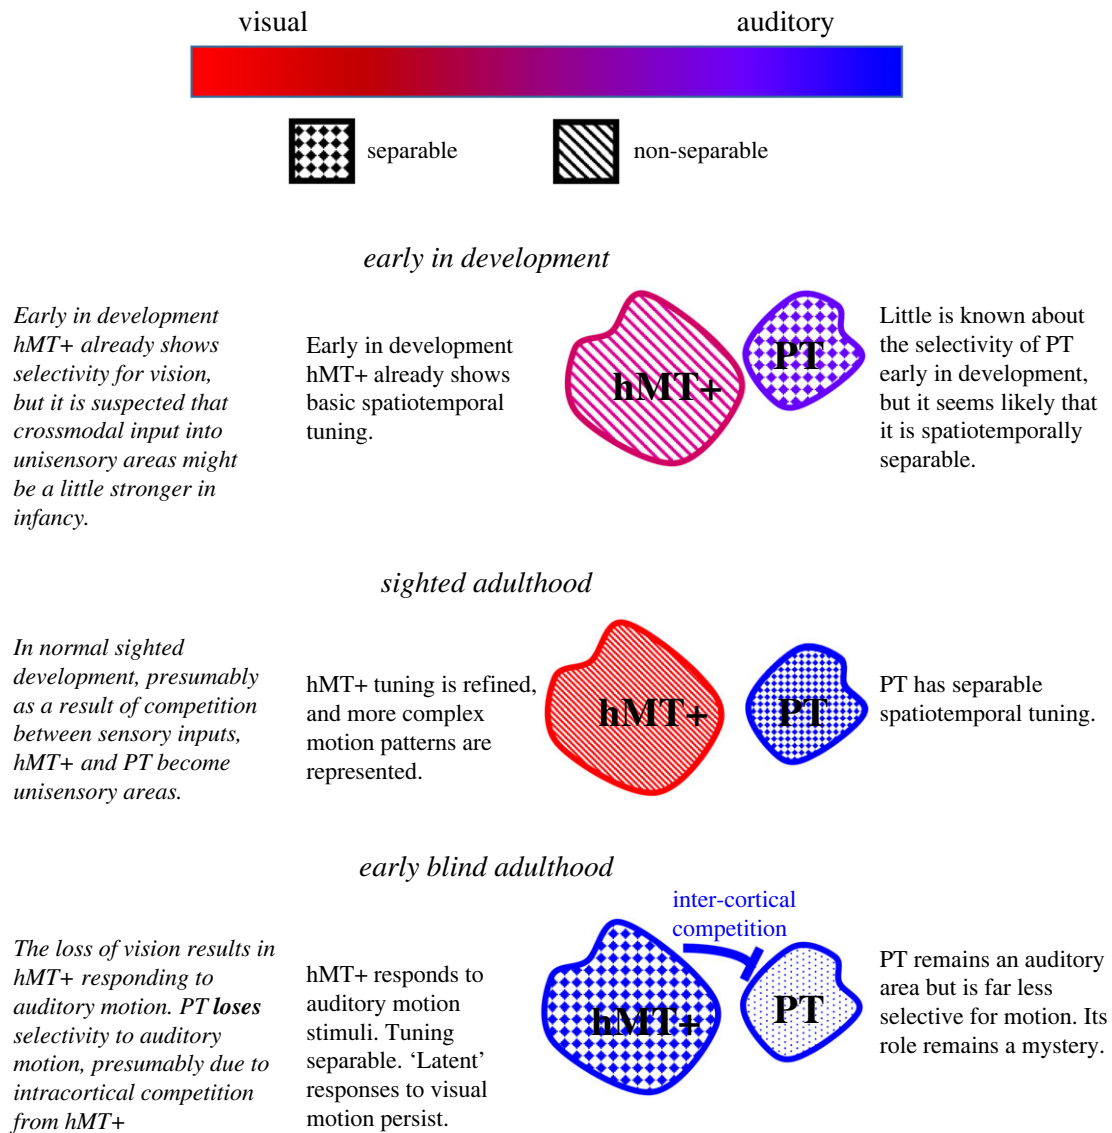 visual
auditory
separable
non-separable
early in development
Early in development
hMT+ already shows
selectivity for vision,
but it is suspected that
crossmodal input into
unisensory areas might
be a little stronger in
infancy.
Early in development
hMT+ already shows
basic spatiotemporal
tuning.
hMT+
PT
Little is known about
the selectivity of PT
early in development,
but it seems likely that
it is spatiotemporally
separable.
sighted adulthood
In normal sighted
development, presumably
as a result of competition
between sensory inputs,
hMT+ and PT become
unisensory areas.
hMT+ tuning is refined,
and more complex
motion patterns are
represented.
hMT+
PT
PT has separable
spatiotemporal tuning.
early blind adulthood
The loss of vision results in
hMT+ responding to
auditory motion. PT loses
selectivity to auditory
motion, presumably due to
intracortical competition
from hMT+
hMT+ responds to
auditory motion
stimuli. Tuning
separable. ‘Latent’
responses to visual
motion persist.
inter-cortical
competition
hMT+
PT
PT remains an auditory
area but is far less
selective for motion. Its
role remains a mystery.